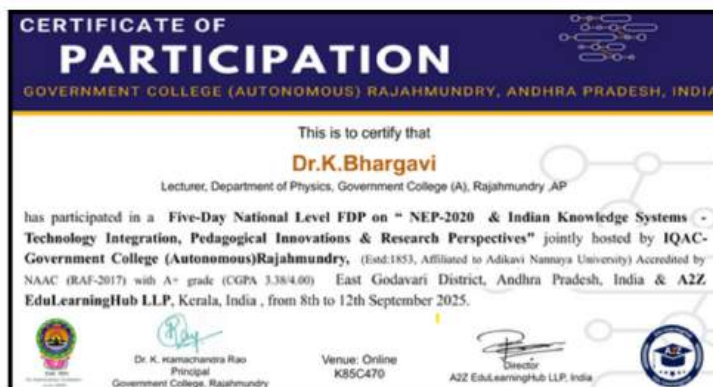 CERTIFICATE OF
PARTICIPATION
GOVERNMENT COLLEGE (AUTONOMOUS) RAJAHMUNDRY, ANDHRA PRADESH, INDIA
This is to certify that
Dr.K.Bhargavi
Lecturer, Department of Physics, Government College (A), Rajahmundry ,AP
has participated in a Five-Day National Level FDP on “ NEP-2020 & Indian Knowledge Systems -
Technology Integration, Pedagogical Innovations & Research Perspectives” jointly hosted by IQAC-
Government College (Autonomous)Rajahmundry, (Estd:1853, Affiliated to Adikavi Nannaya University) Accredited by
NAAC (RAF-2017) with A+ grade (CGPA 3.38/4.00) East Godavari District, Andhra Pradesh, India & A2Z
EduLearningHub LLP, Kerala, India , from 8th to 12th September 2025.
Dr. K. Ramachandra Rao
Principal
Government College, Rajahmundry
Venue: Online
K85C470
Director
A2Z EduLearningHub LLP, India
A2Z